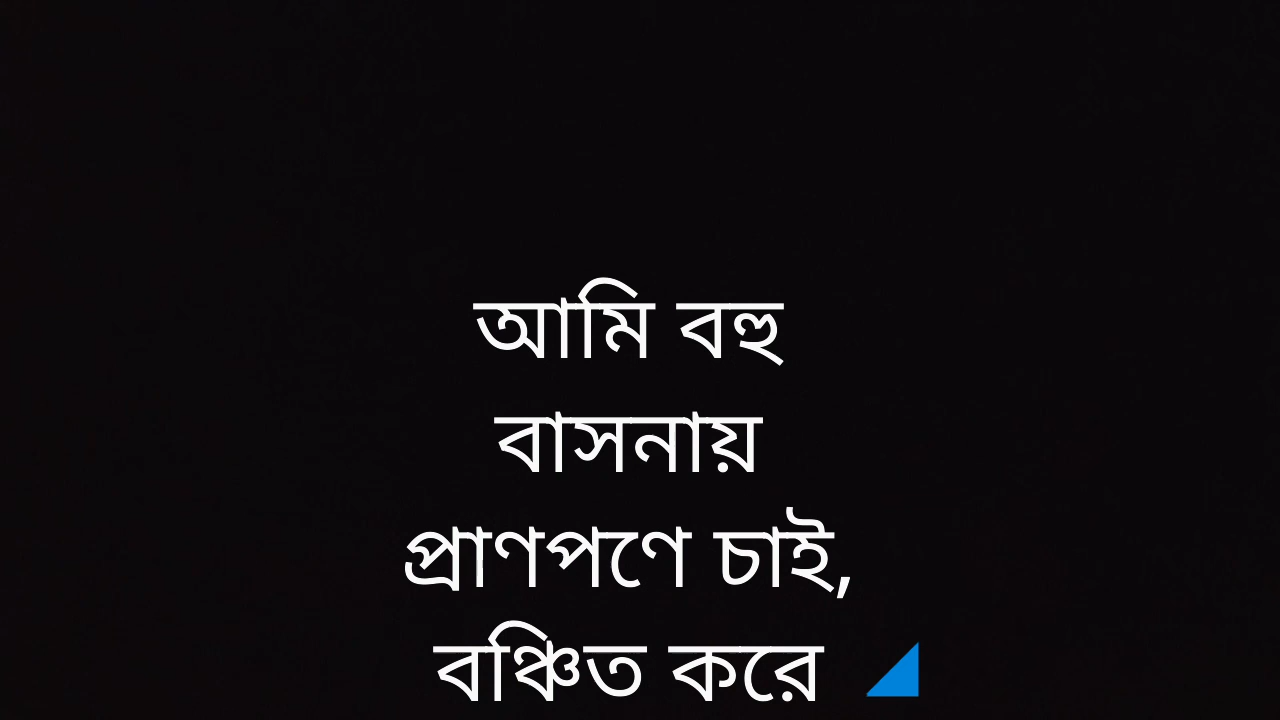 আমি বহু
বাসনায়
প্রাণপণে চাই,
বঞ্চিত করে